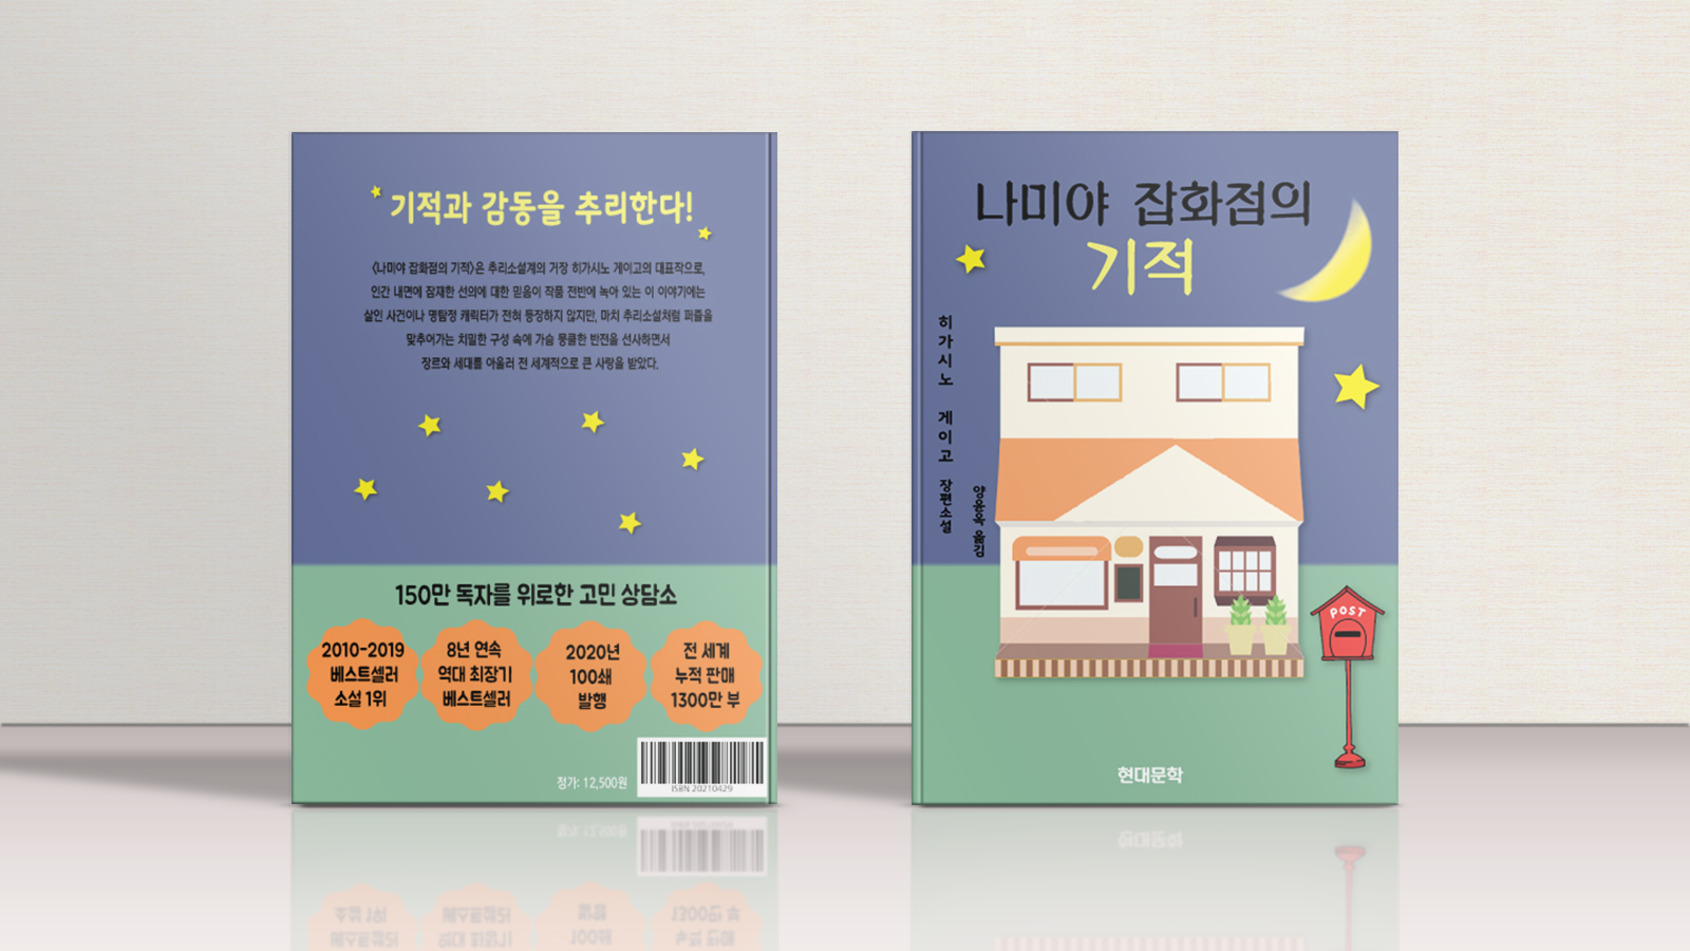 기적과 감동을 추리한다!
<나미야 잡화점의 기적>은 추리소설계의 거장 히가시노 게이고의 대표작으로,
인간 내면에 잠재한 선의에 대한 믿음이 작품 전반에 녹아 있는 이 이야기에는
살인 사건이나 명탐정 캐릭터가 전혀 등장하지 않지만, 마치 추리소설처럼 퍼즐을
맞추어가는 치밀한 구성 속에 가슴 뭉클한 반전을 선사하면서
장르와 세대를 아울러 전 세계적으로 큰 사랑을 받았다.
150만 독자를 위로한 고민 상담소
2010-2019
베스트셀러
소설 1위
8년 연속
역대 최장기
베스트셀러
2020년
100쇄
발행
전 세계
누적 판매
1300만 부
정가: 12,500원
ISBN 20210429
나미야 잡화점의
기적
히가시노 게이고 장편소설
양윤옥 옮김
POST
현대문학